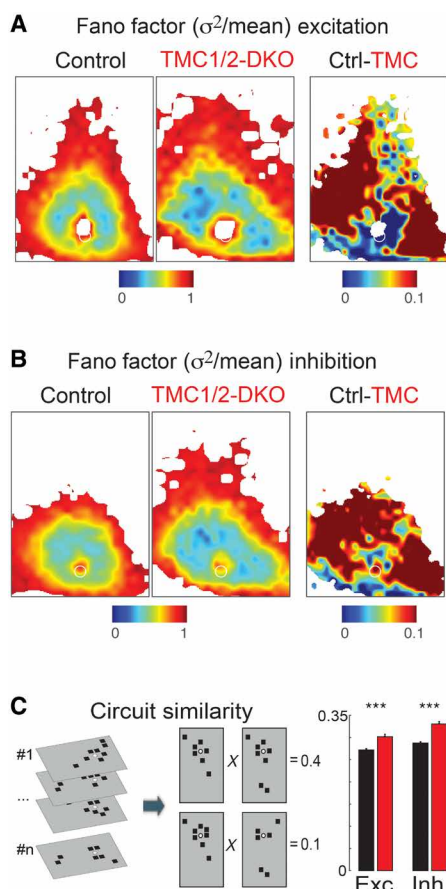 A
Fano factor (σ²/mean) excitation
Control TMC1/2-DKO Ctrl-TMC
0 1 0 0.1
B
Fano factor (σ²/mean) inhibition
Control TMC1/2-DKO Ctrl-TMC
0 1 0 0.1
C
Circuit similarity
#1
...
#n
X = 0.4
X = 0.1
0.35
*** ***
0
Exc Inh